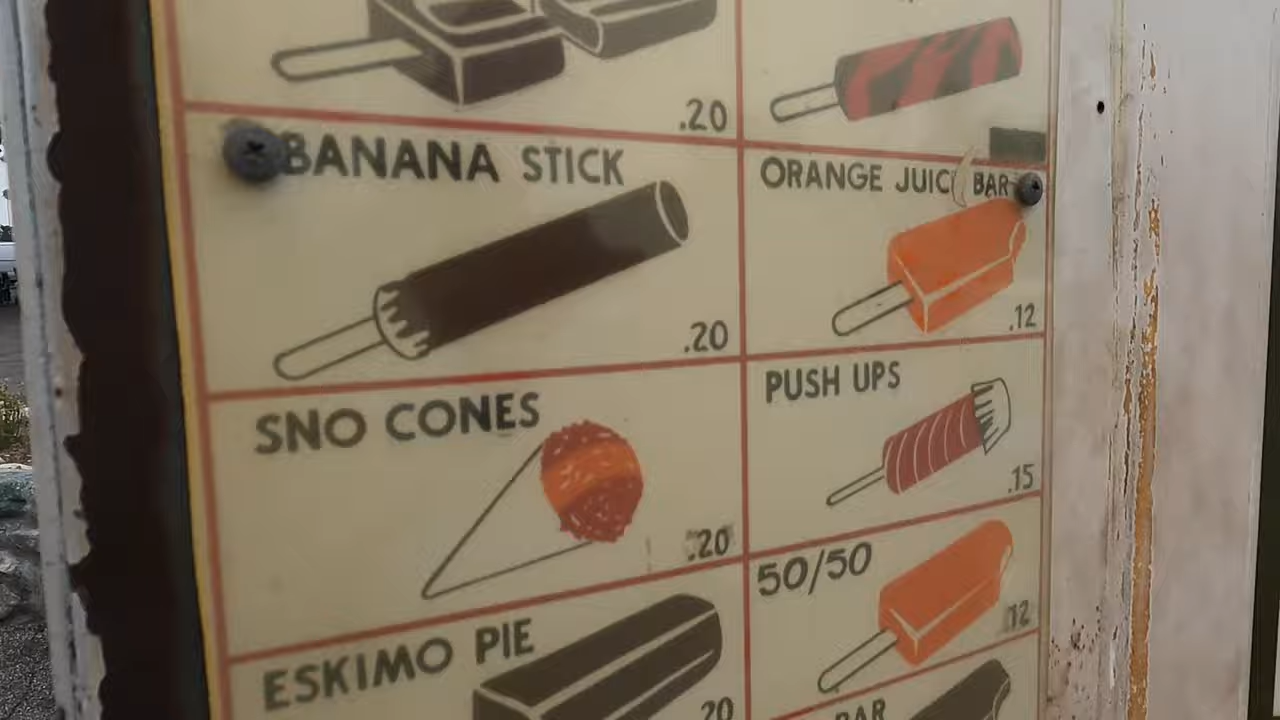 .20
BANANA STICK
.20
ORANGE JUIC BAR
.12
SNO CONES
.20
PUSH UPS
.15
50/50
12
ESKIMO PIE
20
BAR